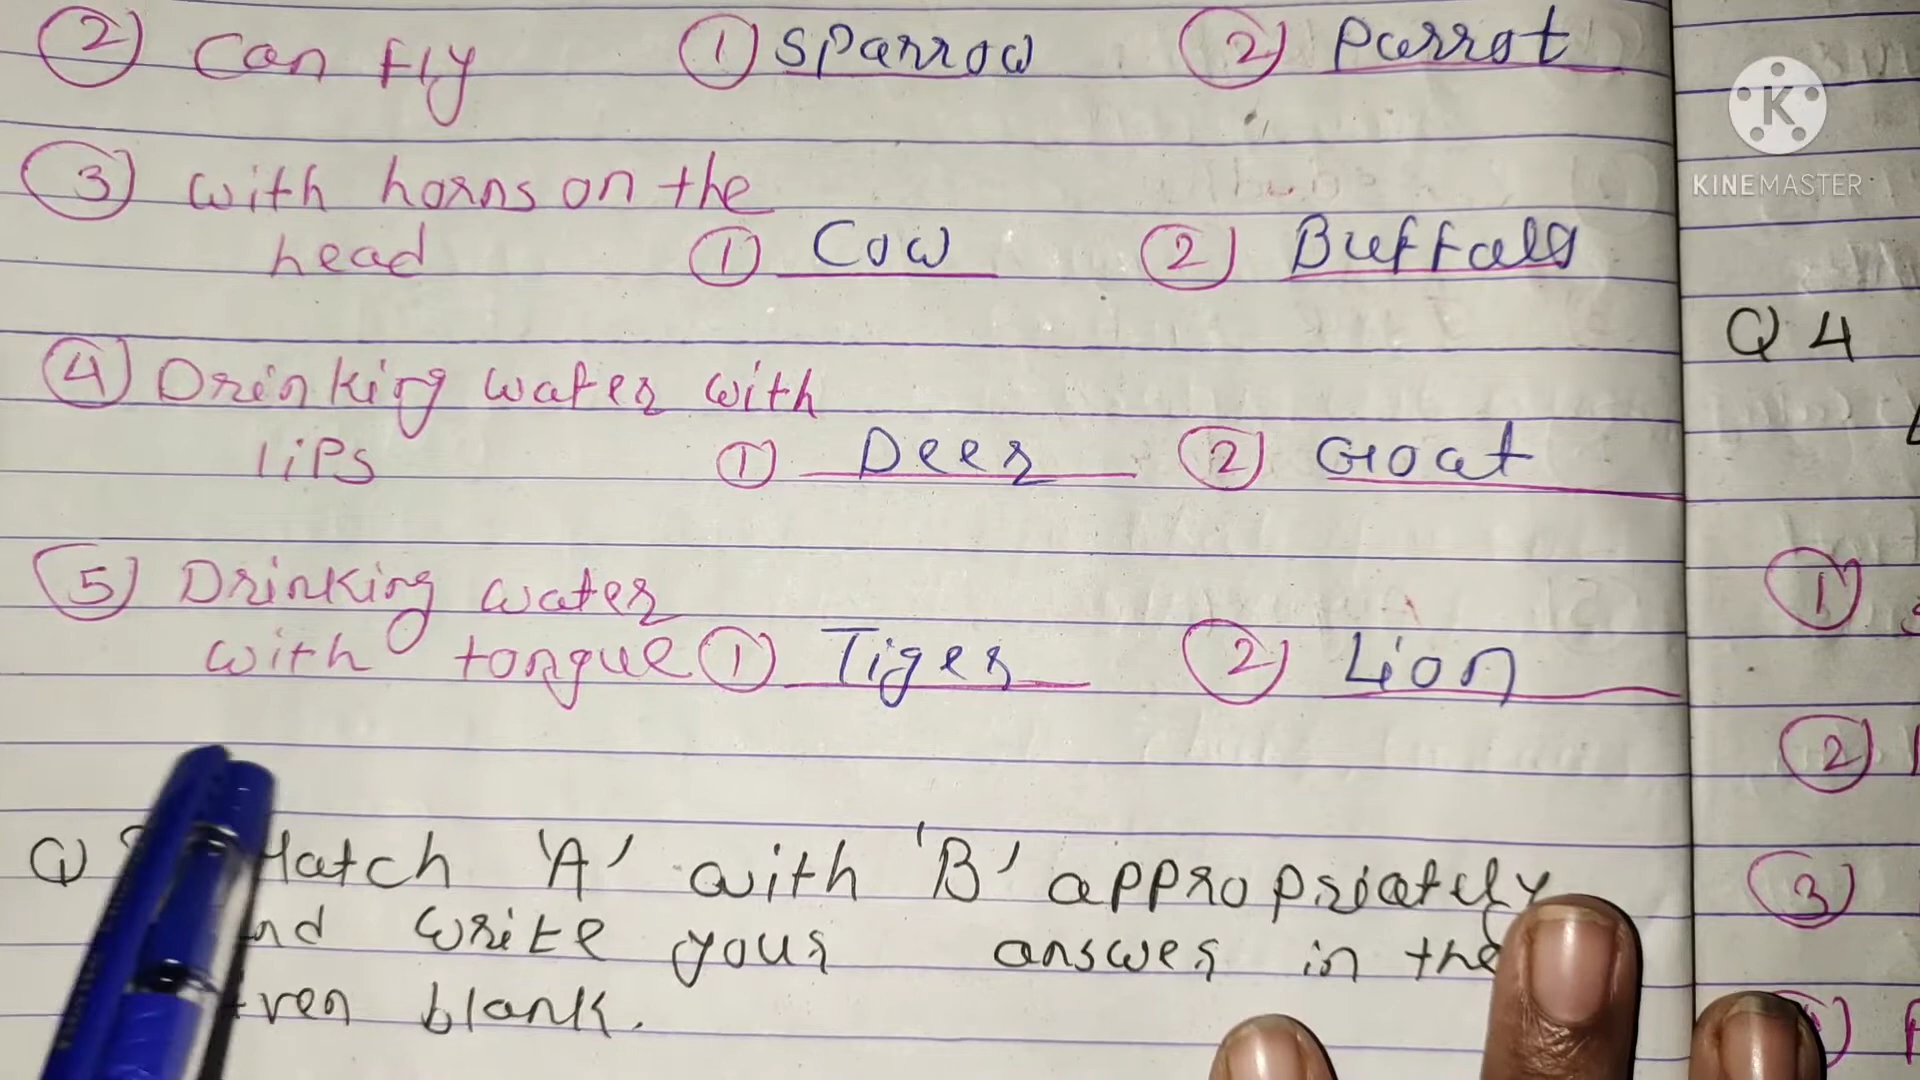 ② Can fly ① Sparrow ② Parrot
③ with horns on the
head ① Cow ② Buffalo
④ Drinking water with
lips ① Deer ② Goat
⑤ Drinking water
with tongue ① Tiger ② Lion
Q Match 'A' with 'B' appropriately
and write your answer in the
blank.
KINEMASTER
Q 4
①
②
③